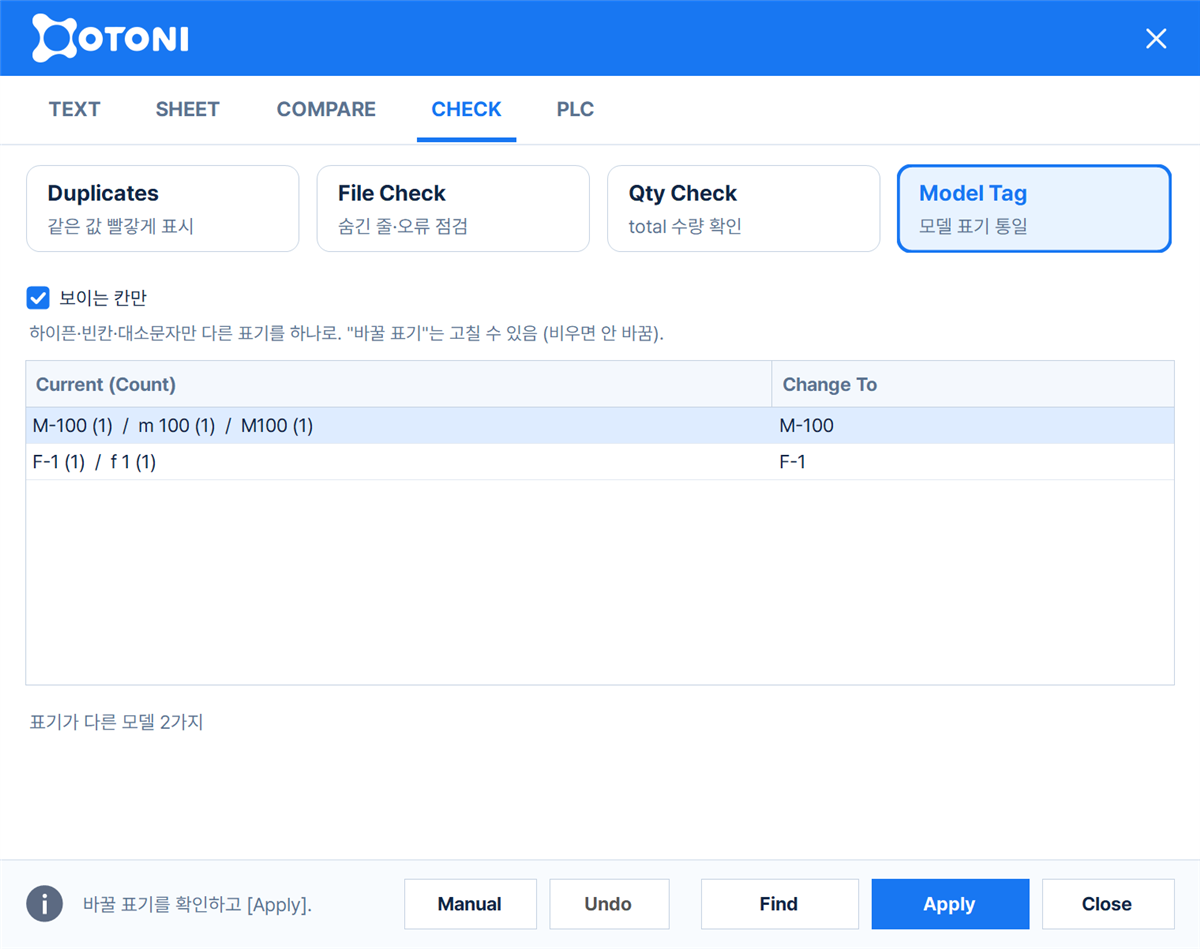 OTONI
TEXT SHEET COMPARE CHECK PLC
Duplicates
같은 값 빨갛게 표시
File Check
숨긴 줄·오류 점검
Qty Check
total 수량 확인
Model Tag
모델 표기 통일
보이는 칸만
하이픈·빈칸·대소문자만 다른 표기를 하나로. "바꿀 표기"는 고칠 수 있음 (비우면 안 바꿈).
Current (Count) Change To
M-100 (1) / m 100 (1) / M100 (1) M-100
F-1 (1) / f 1 (1) F-1
표기가 다른 모델 2가지
바꿀 표기를 확인하고 [Apply].
Manual Undo Find Apply Close